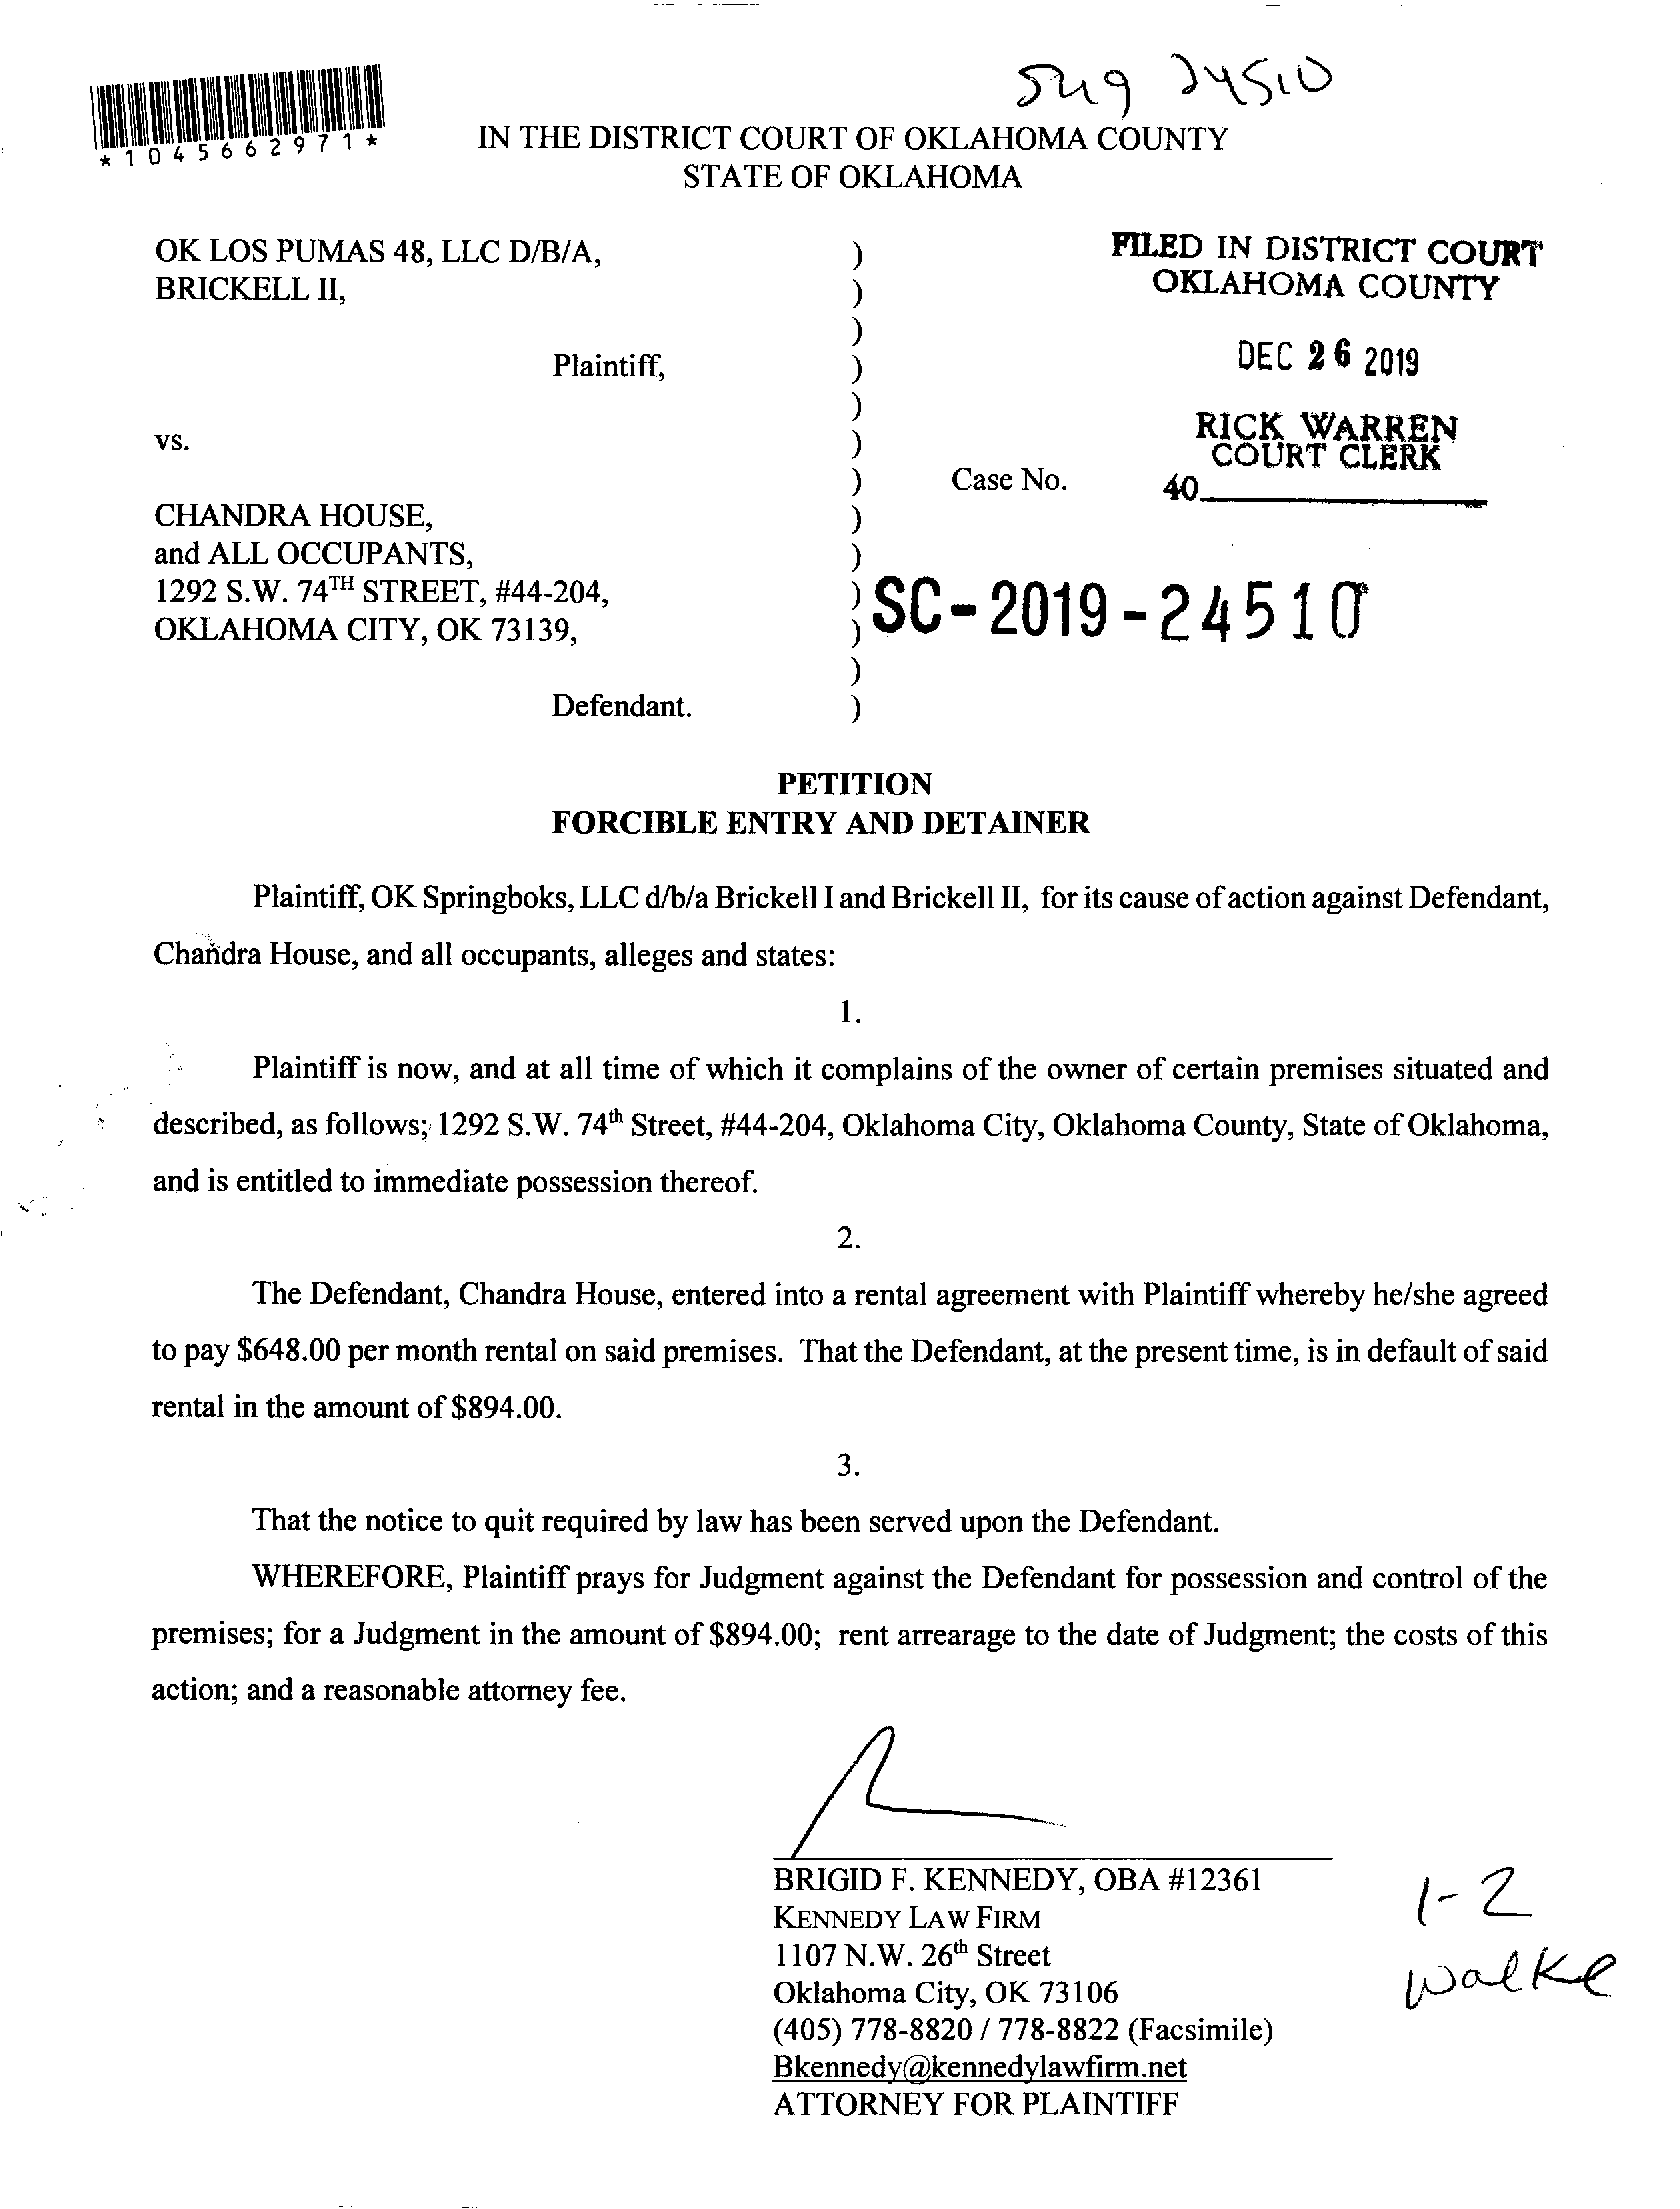 24510
*1045662971*
IN THE DISTRICT COURT OF OKLAHOMA COUNTY
STATE OF OKLAHOMA
OK LOS PUMAS 48, LLC D/B/A, )
BRICKELL II, )
)
Plaintiff, )
)
vs. )
) Case No.
CHANDRA HOUSE, )
and ALL OCCUPANTS, )
1292 S.W. 74TH STREET, #44-204, )
OKLAHOMA CITY, OK 73139, )
)
Defendant. )
FILED IN DISTRICT COURT
OKLAHOMA COUNTY
DEC 26 2019
RICK WARREN
COURT CLERK
40
SC-2019-24510
PETITION
FORCIBLE ENTRY AND DETAINER
Plaintiff, OK Springboks, LLC d/b/a Brickell I and Brickell II, for its cause of action against Defendant,
Chandra House, and all occupants, alleges and states:
1.
Plaintiff is now, and at all time of which it complains of the owner of certain premises situated and
described, as follows; 1292 S.W. 74th Street, #44-204, Oklahoma City, Oklahoma County, State of Oklahoma,
and is entitled to immediate possession thereof.
2.
The Defendant, Chandra House, entered into a rental agreement with Plaintiff whereby he/she agreed
to pay $648.00 per month rental on said premises. That the Defendant, at the present time, is in default of said
rental in the amount of $894.00.
3.
That the notice to quit required by law has been served upon the Defendant.
WHEREFORE, Plaintiff prays for Judgment against the Defendant for possession and control of the
premises; for a Judgment in the amount of $894.00; rent arrearage to the date of Judgment; the costs of this
action; and a reasonable attorney fee.
BRIGID F. KENNEDY, OBA #12361
KENNEDY LAW FIRM
1107 N.W. 26th Street
Oklahoma City, OK 73106
(405) 778-8820 / 778-8822 (Facsimile)
Bkennedy@kennedylawfirm.net
ATTORNEY FOR PLAINTIFF
1-2
Walke